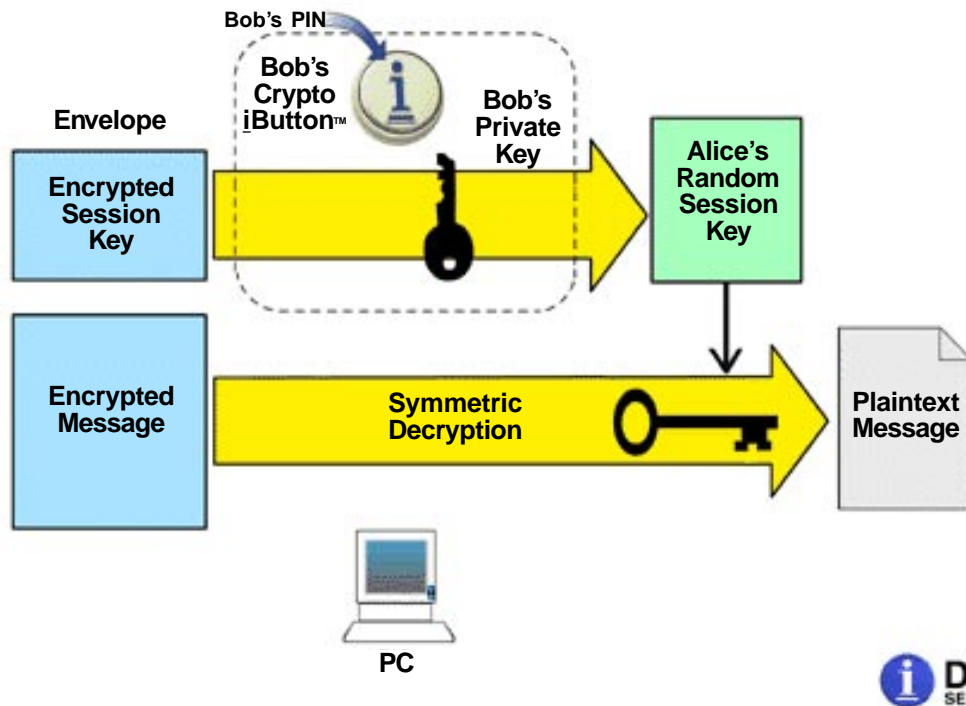 Bob's PIN
Bob's
Crypto
iButton™
Bob's
Private
Key
Envelope
Encrypted
Session
Key
Alice's
Random
Session
Key
Encrypted
Message
Symmetric
Decryption
Plaintext
Message
PC
i
i
D
SE